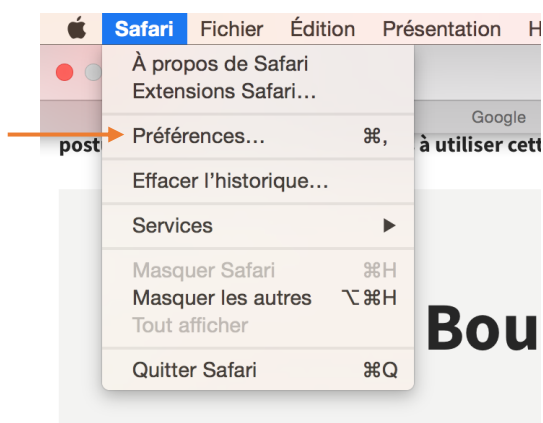 Safari Fichier Édition Présentation H
À propos de Safari
Extensions Safari...
Google
Préférences... ⌘,
post à utiliser cett
Effacer l'historique...
Services ▶
Masquer Safari ⌘H
Masquer les autres ⌥⌘H
Tout afficher
Bou
Quitter Safari ⌘Q